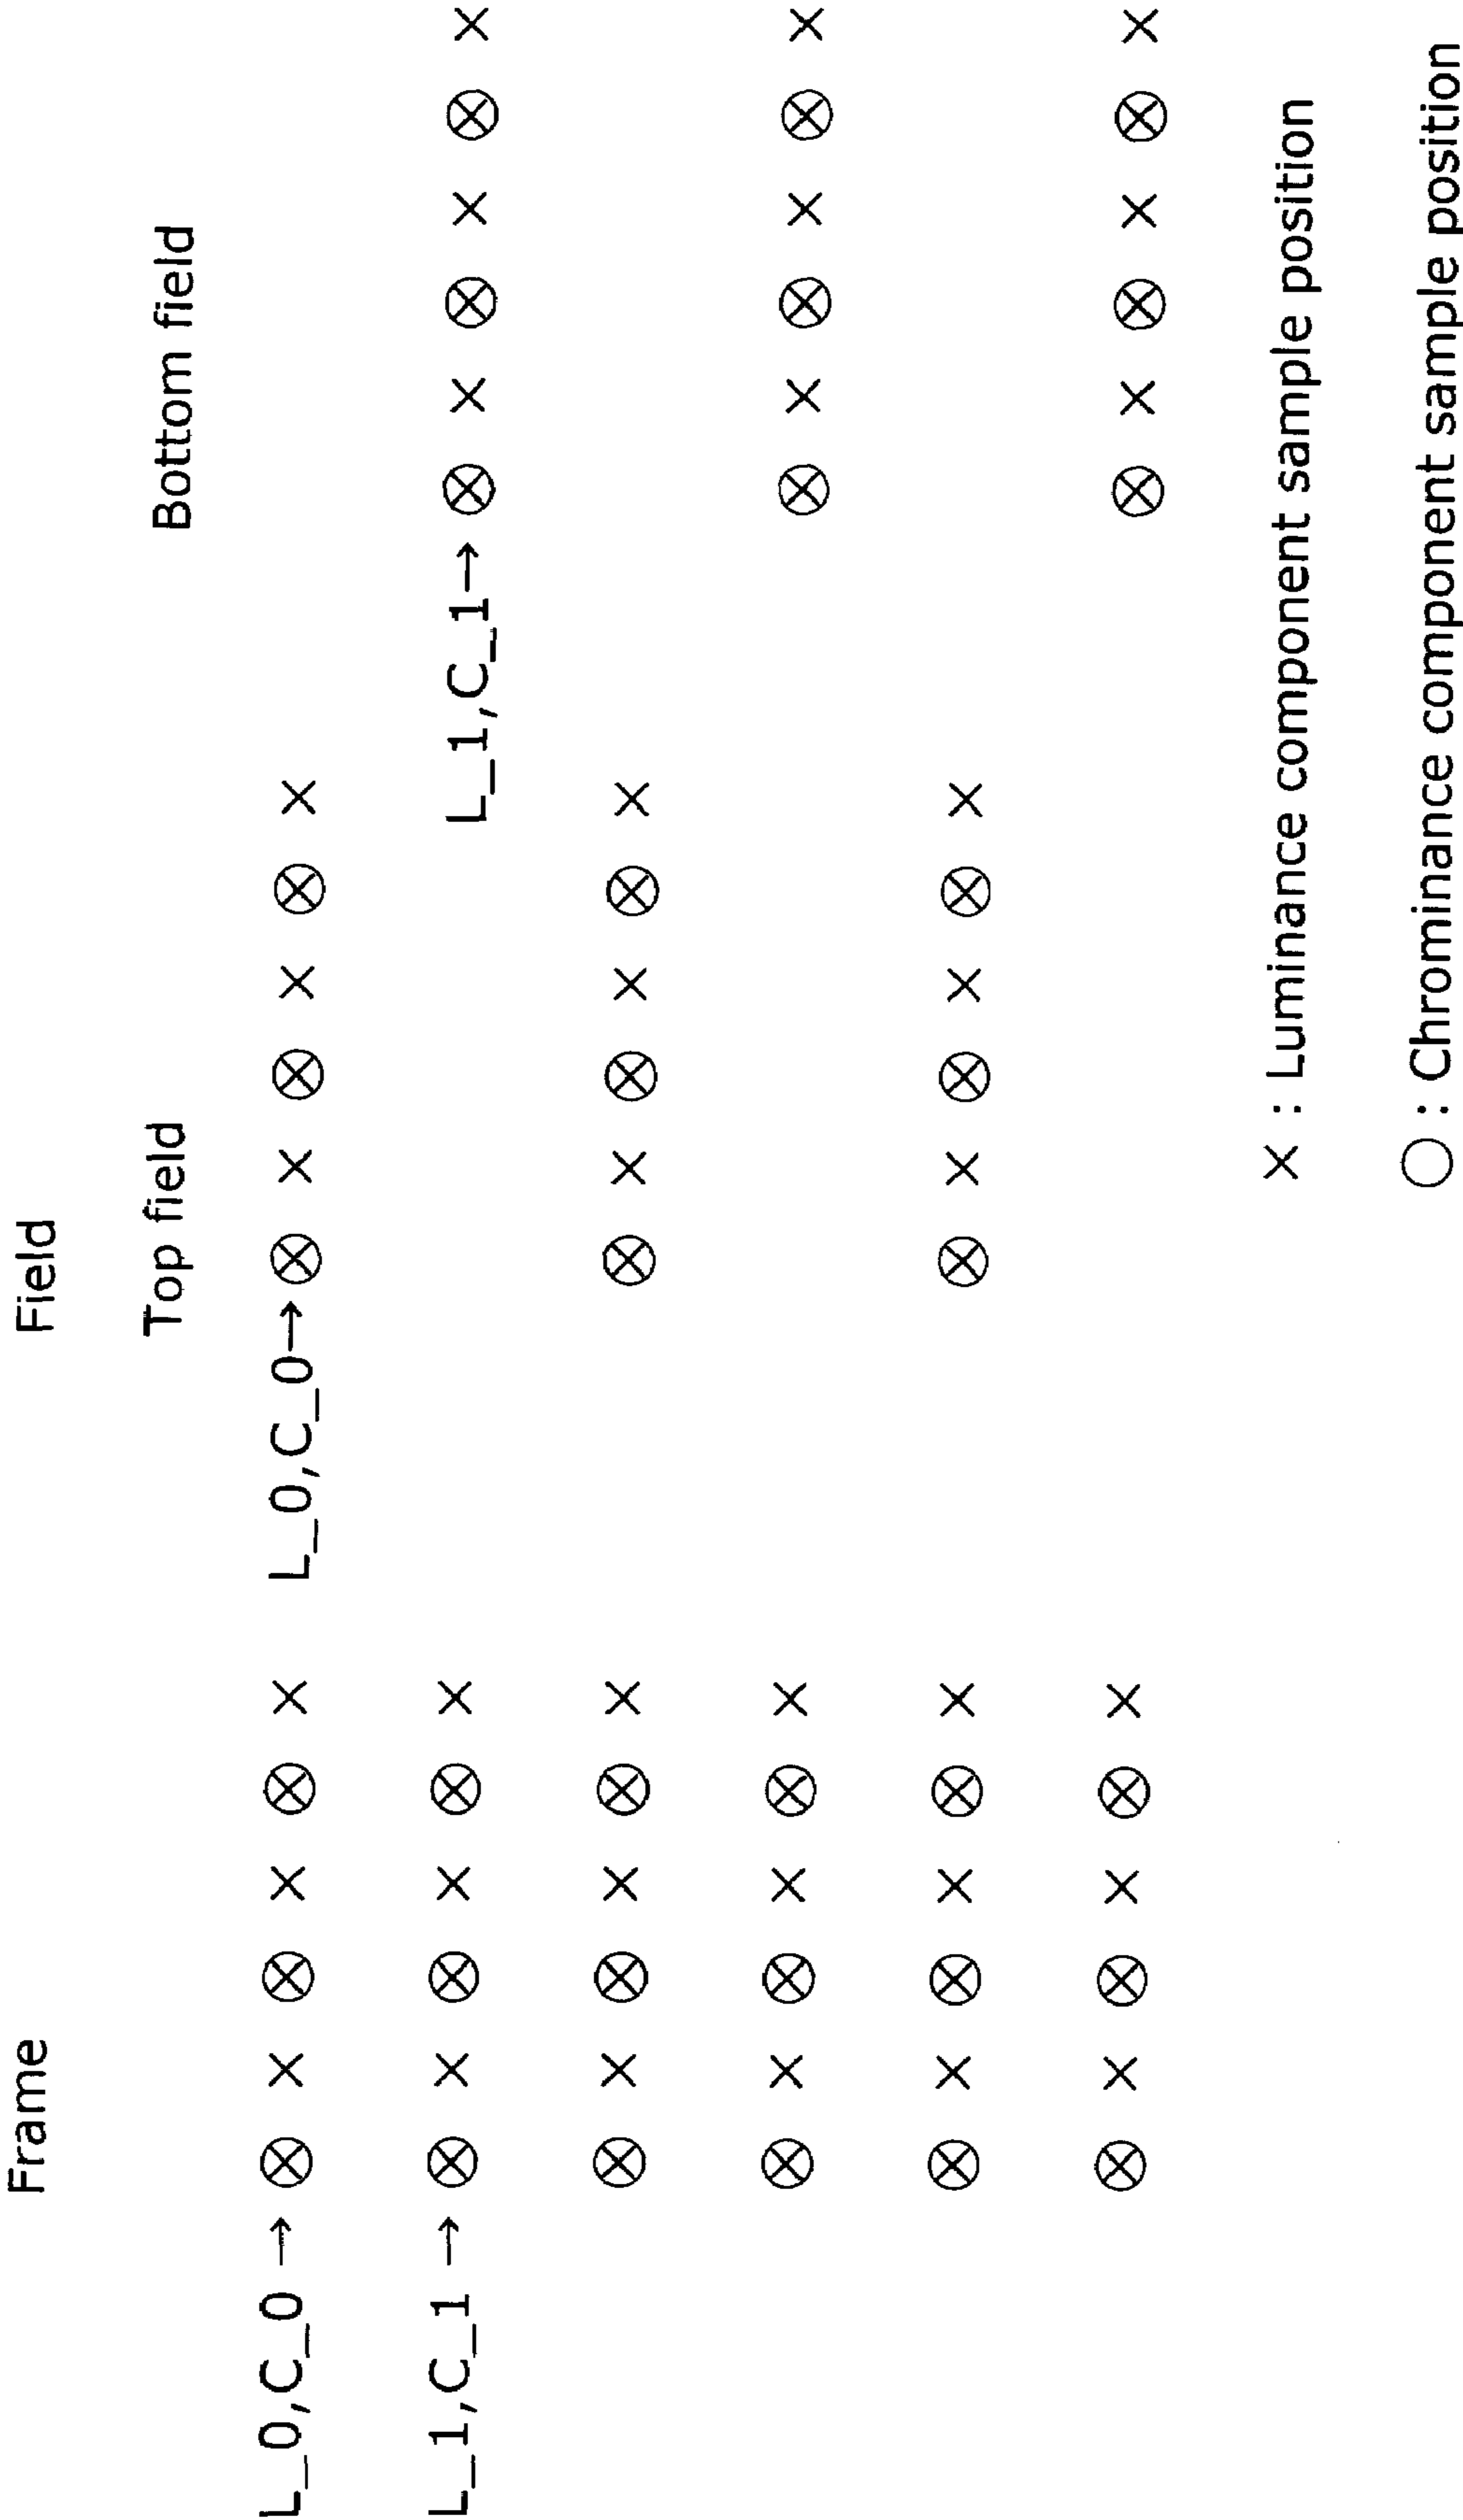 Frame
Field
Top field
Bottom field
L_0,C_0→
L_1,C_1→
L_0,C_0→
L_1,C_1→
× : Luminance component sample position
○ : Chrominance component sample position